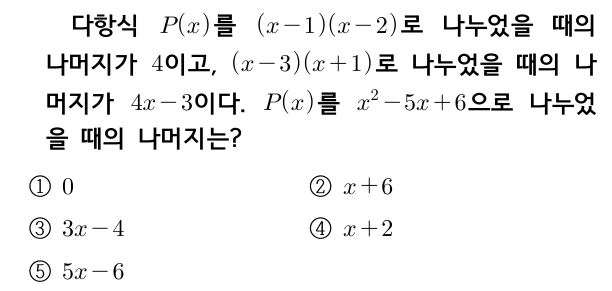 다항식 P(x)를 (x−1)(x−2)로 나누었을 때의
나머지가 4이고, (x−3)(x+1)로 나누었을 때의 나
머지가 4x−3이다. P(x)를 x²−5x+6으로 나누었
을 때의 나머지는?
① 0 ② x+6
③ 3x−4 ④ x+2
⑤ 5x−6